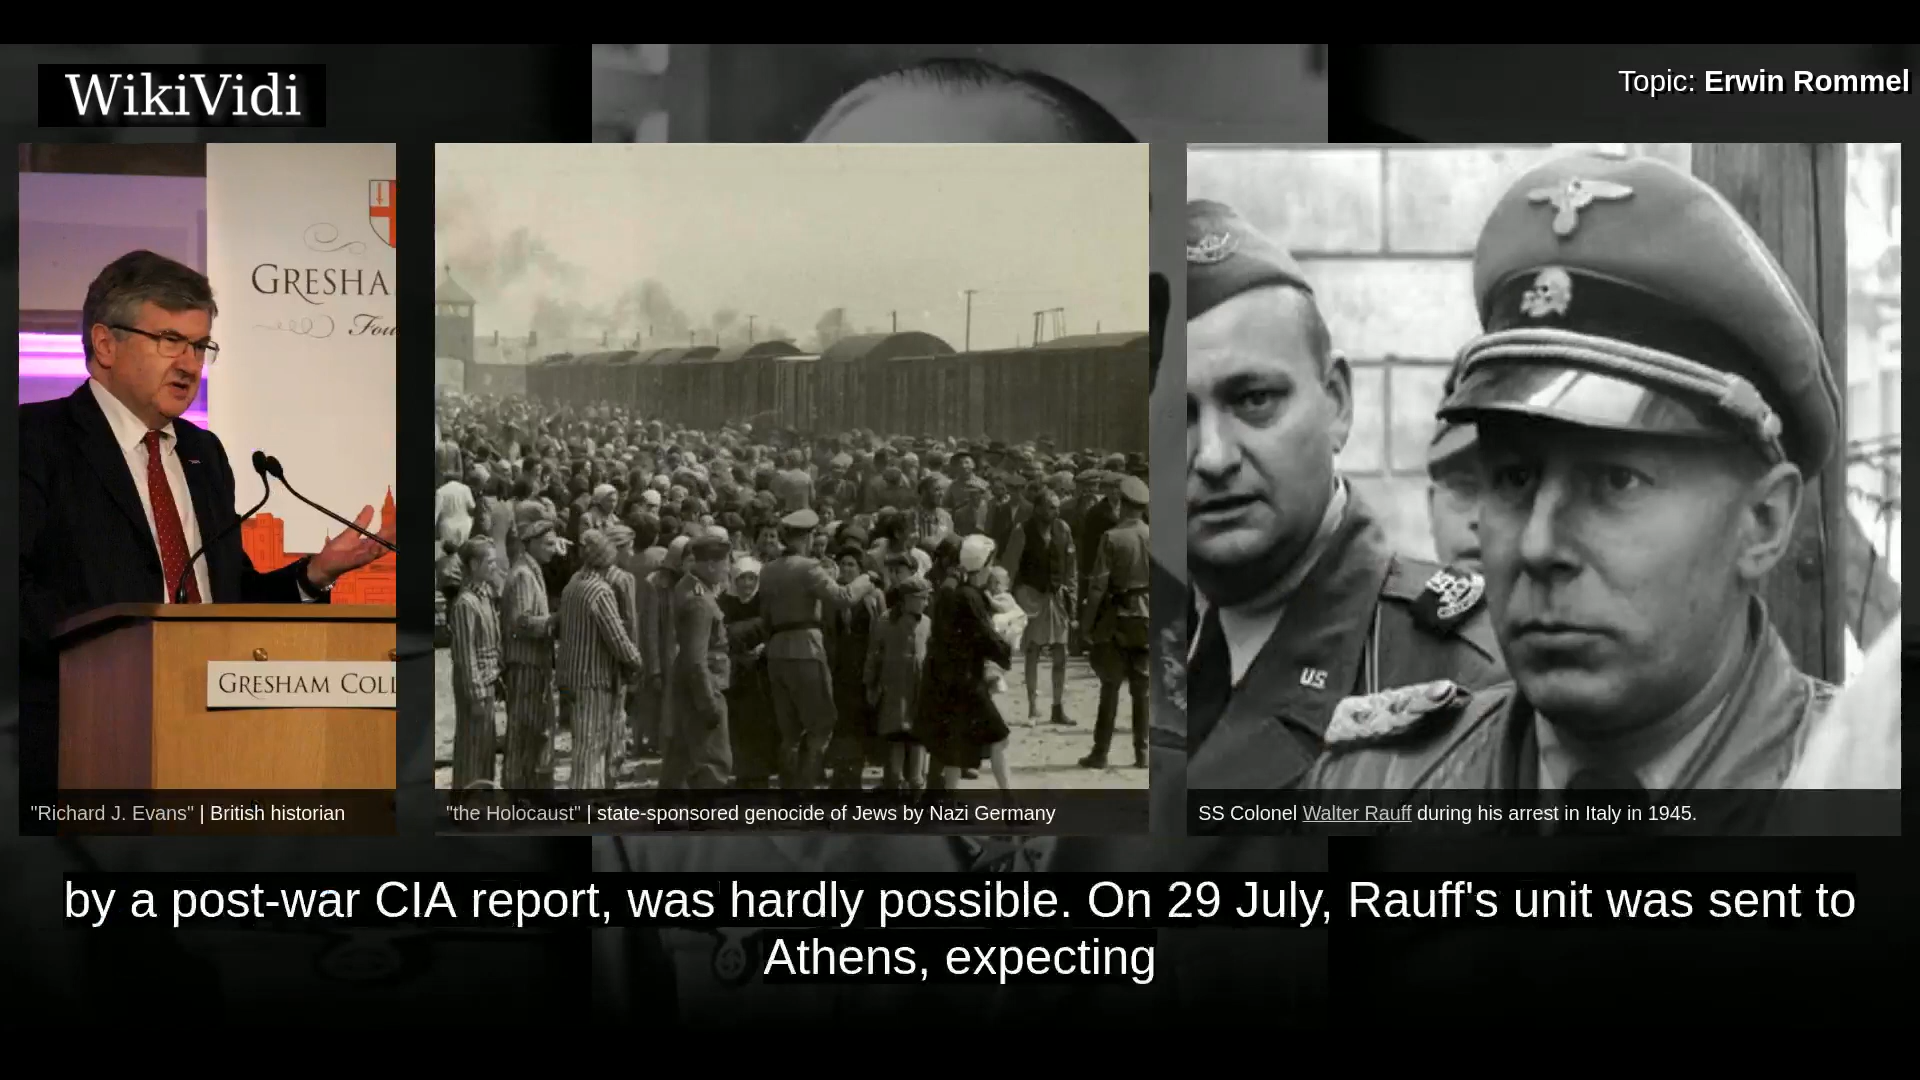 WikiVidi
Topic: Erwin Rommel
GRESHA
Fou
GRESHAM COLL
U.S.
"Richard J. Evans" | British historian
"the Holocaust" | state-sponsored genocide of Jews by Nazi Germany
SS Colonel Walter Rauff during his arrest in Italy in 1945.
by a post-war CIA report, was hardly possible. On 29 July, Rauff's unit was sent to
Athens, expecting